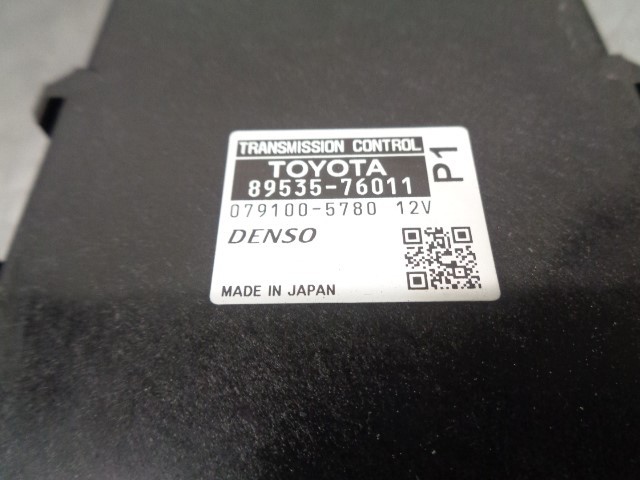 TRANSMISSION CONTROL
TOYOTA
89535-76011
P1
079100-5780 12V
DENSO
MADE IN JAPAN